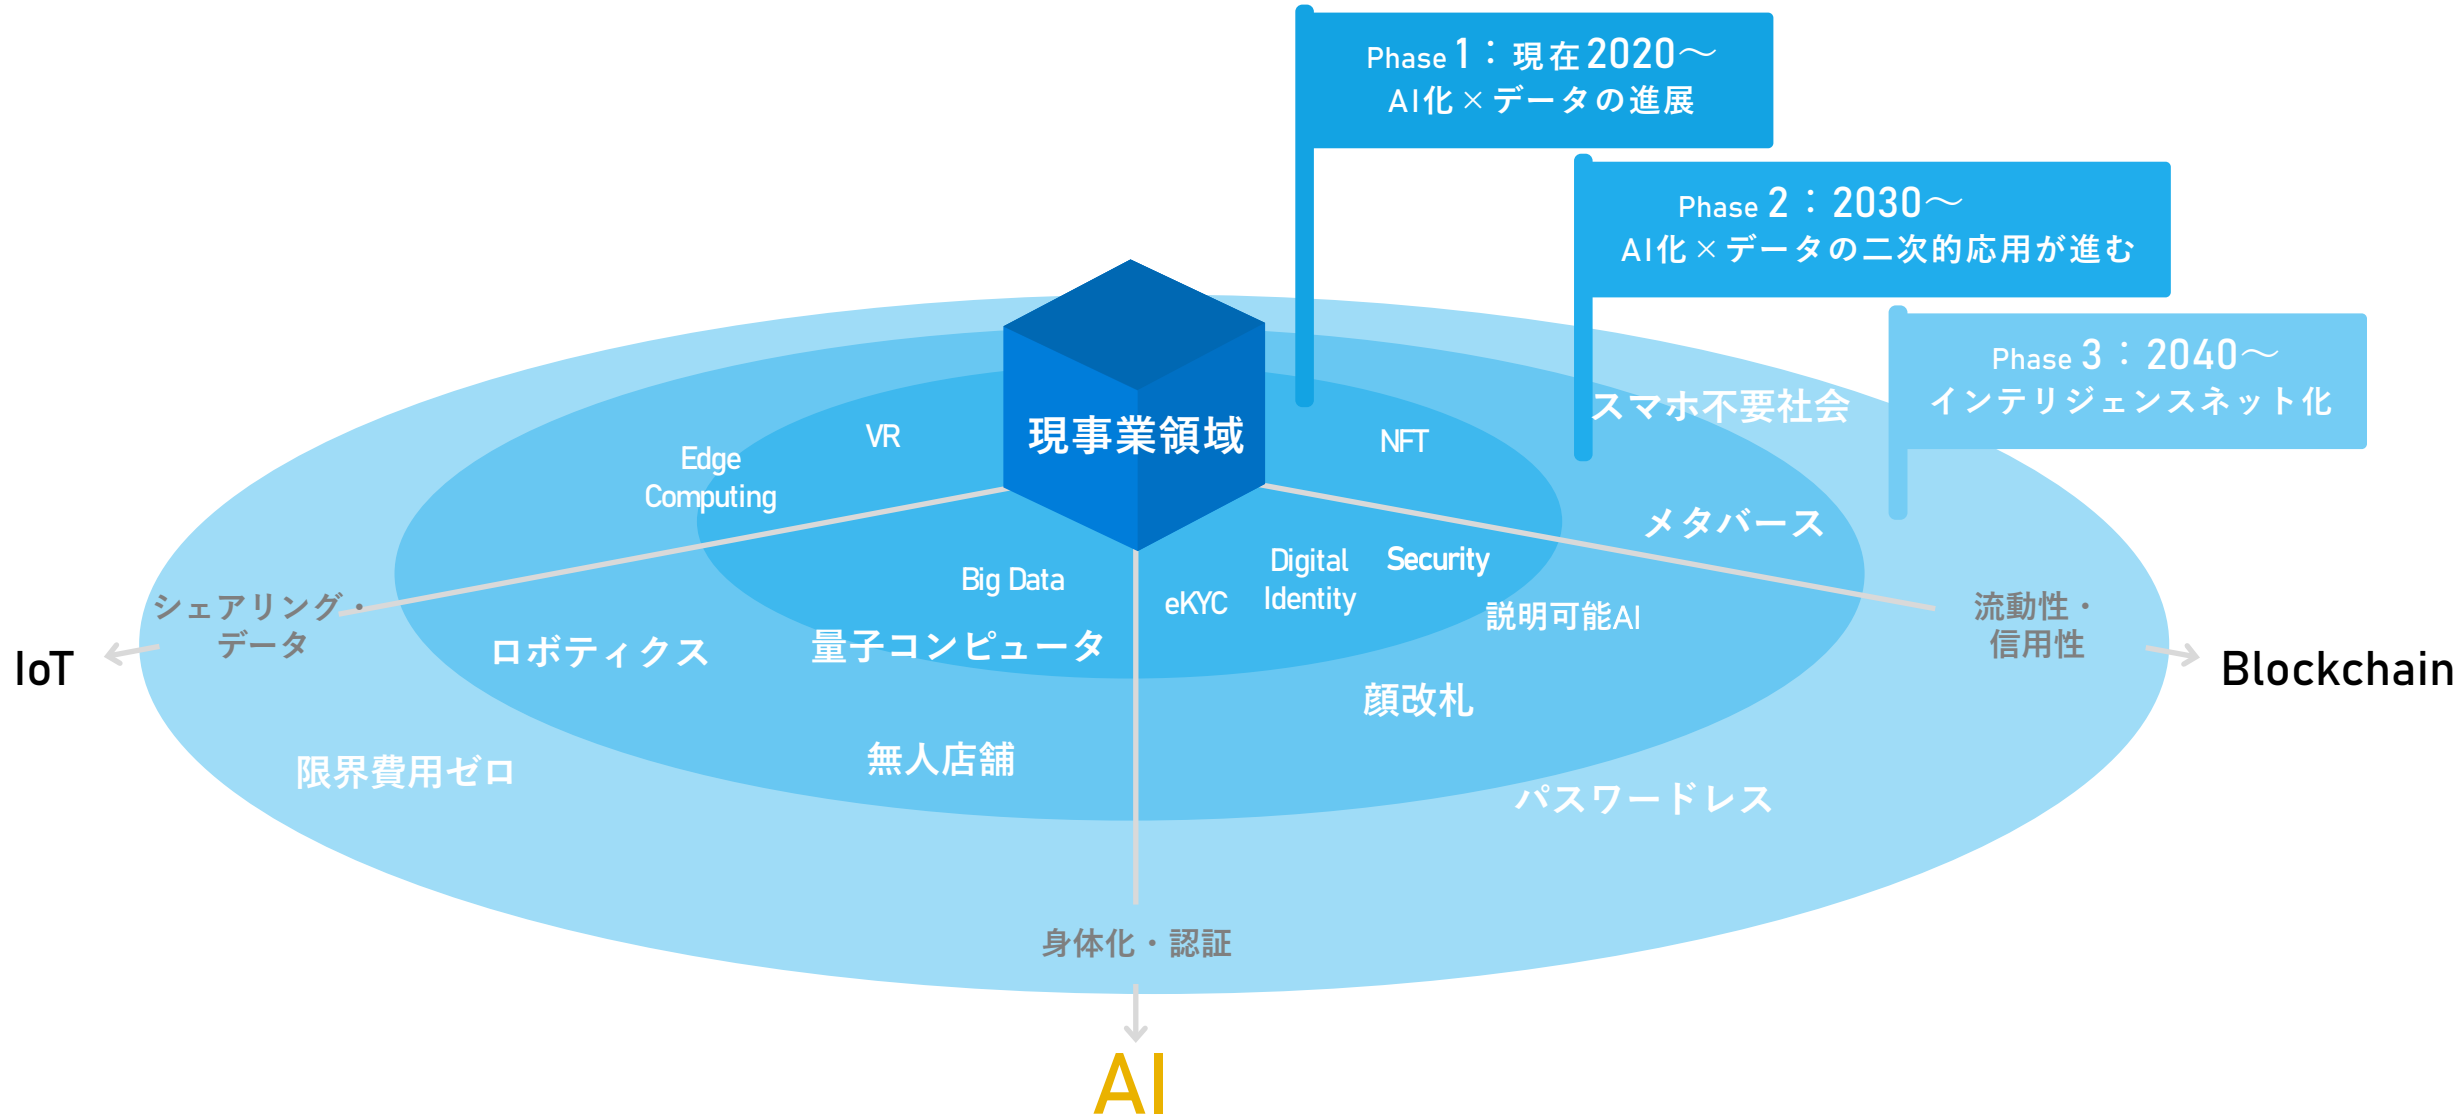 Phase 1：現在2020～
AI化×データの進展
Phase 2：2030～
AI化×データの二次的応用が進む
Phase 3：2040～
インテリジェンスネット化
スマホ不要社会
現事業領域
VR
NFT
Edge
Computing
メタバース
Big Data
eKYC
Digital
Identity
Security
説明可能AI
シェアリング・
データ
流動性・
信用性
ロボティクス
量子コンピュータ
IoT
Blockchain
顔改札
無人店舗
限界費用ゼロ
パスワードレス
身体化・認証
AI